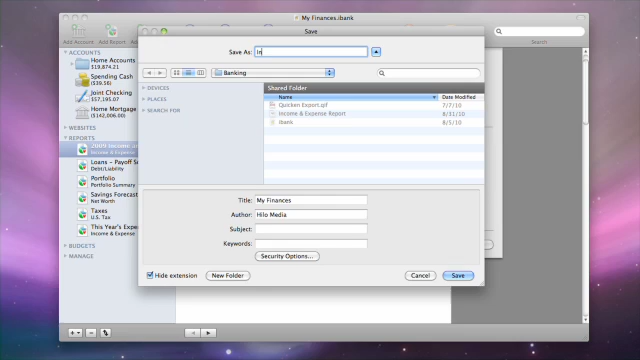 My Finances.ibank
Save
Add Account
Add Report
Search
Save As: In
Banking
ACCOUNTS
Home Accounts
$19,874.21
Spending Cash
($39.56)
Joint Checking
$57,195.07
Home Mortgage
($142,006.00)
WEBSITES
REPORTS
2009 Income an
Income & Expense
Loans - Payoff S
Debt/Liability
Portfolio
Portfolio Summary
Savings Forecast
Net Worth
Taxes
U.S. Tax
This Year's Expe
Income & Expense
BUDGETS
MANAGE
DEVICES
PLACES
SEARCH FOR
Shared Folder
Name Date Modified
Quicken Export.qif 7/7/10
Income & Expense Report 8/31/10
iBank 8/5/10
Title: My Finances
Author: Hilo Media
Subject:
Keywords:
Security Options...
Hide extension
New Folder
Cancel
Save